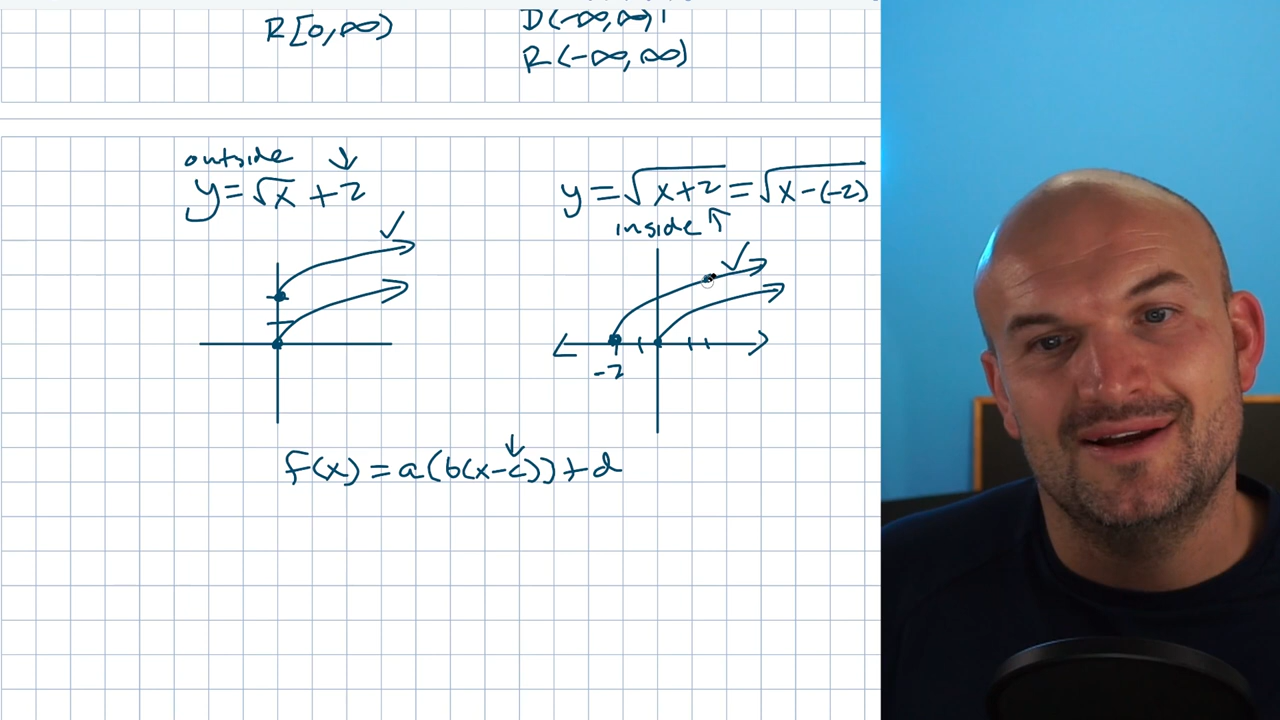 R[0,∞)
D(-∞,∞)
R(-∞,∞)
outside ↓
y=√x +2
y=√x+2=√x-(-2)
inside ↑
-2
f(x)=a(b(x-c))+d